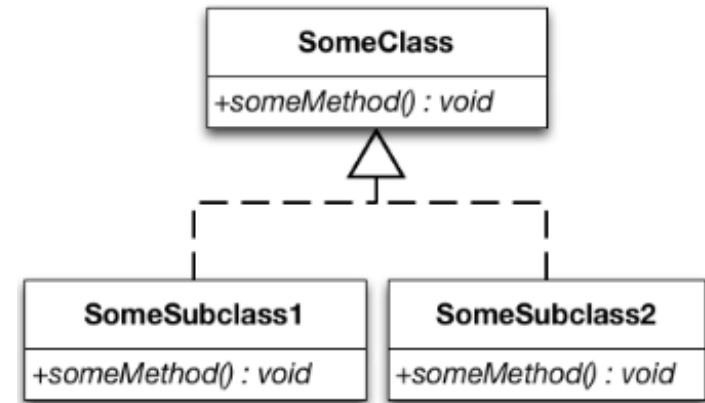 SomeClass
+someMethod() : void
SomeSubclass1
SomeSubclass2
+someMethod() : void
+someMethod() : void